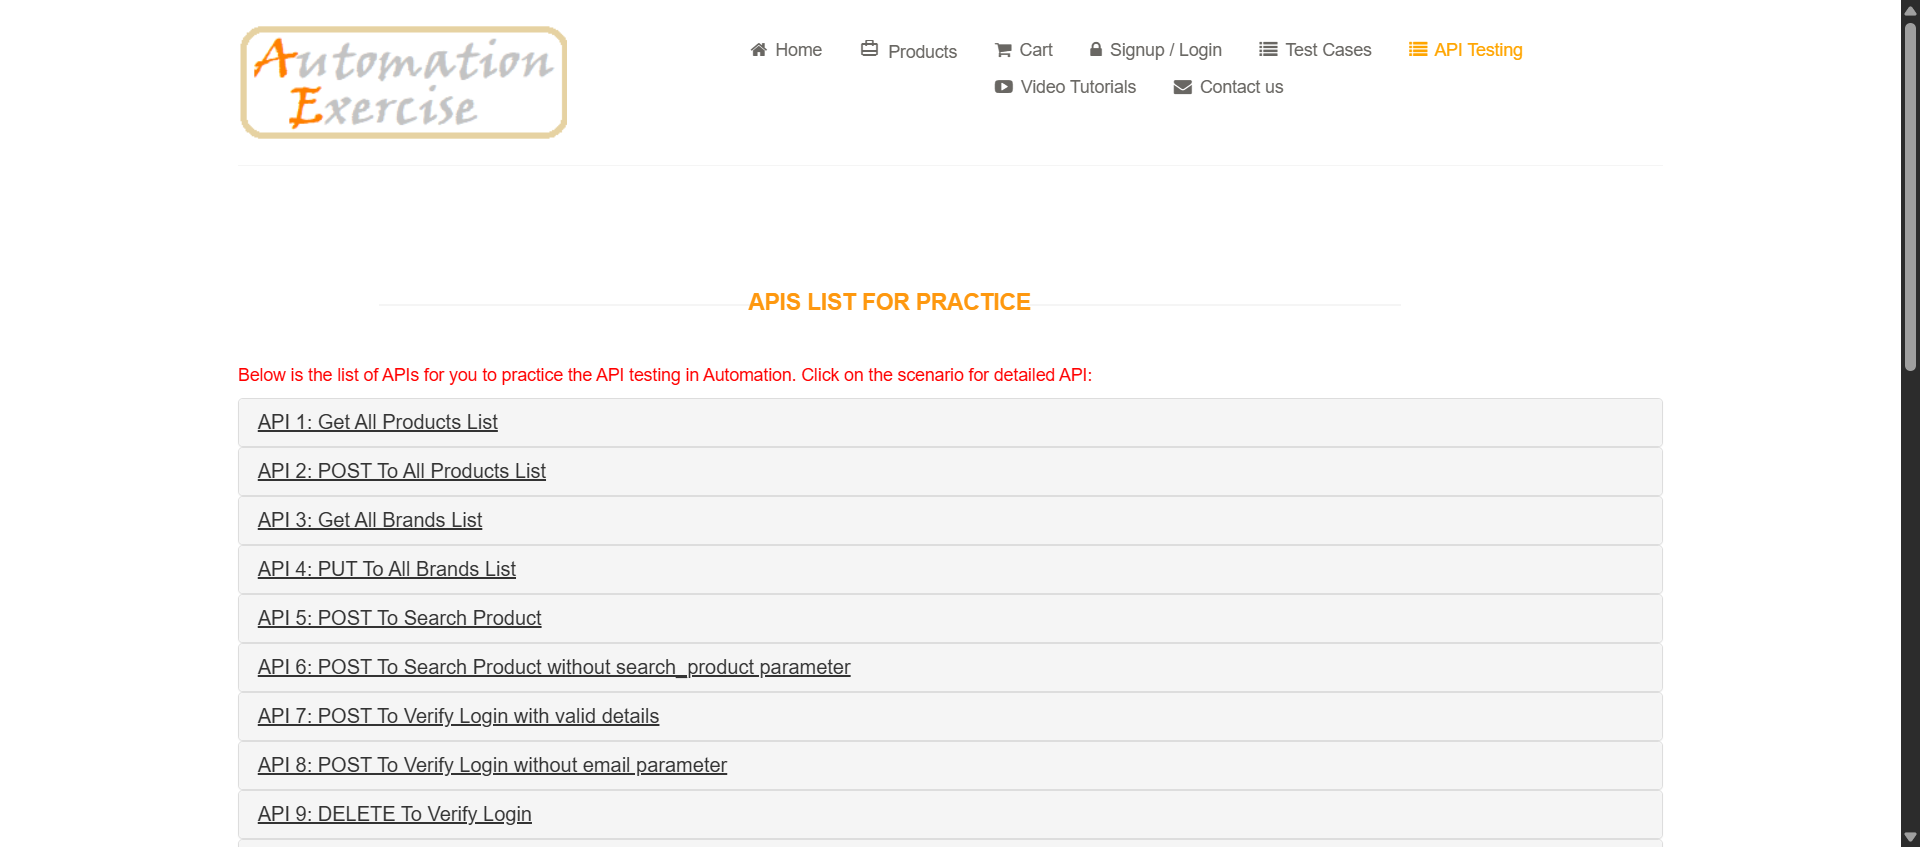 Automation
Exercise
Home Products Cart Signup / Login Test Cases API Testing
Video Tutorials Contact us
APIS LIST FOR PRACTICE
Below is the list of APIs for you to practice the API testing in Automation. Click on the scenario for detailed API:
API 1: Get All Products List
API 2: POST To All Products List
API 3: Get All Brands List
API 4: PUT To All Brands List
API 5: POST To Search Product
API 6: POST To Search Product without search_product parameter
API 7: POST To Verify Login with valid details
API 8: POST To Verify Login without email parameter
API 9: DELETE To Verify Login